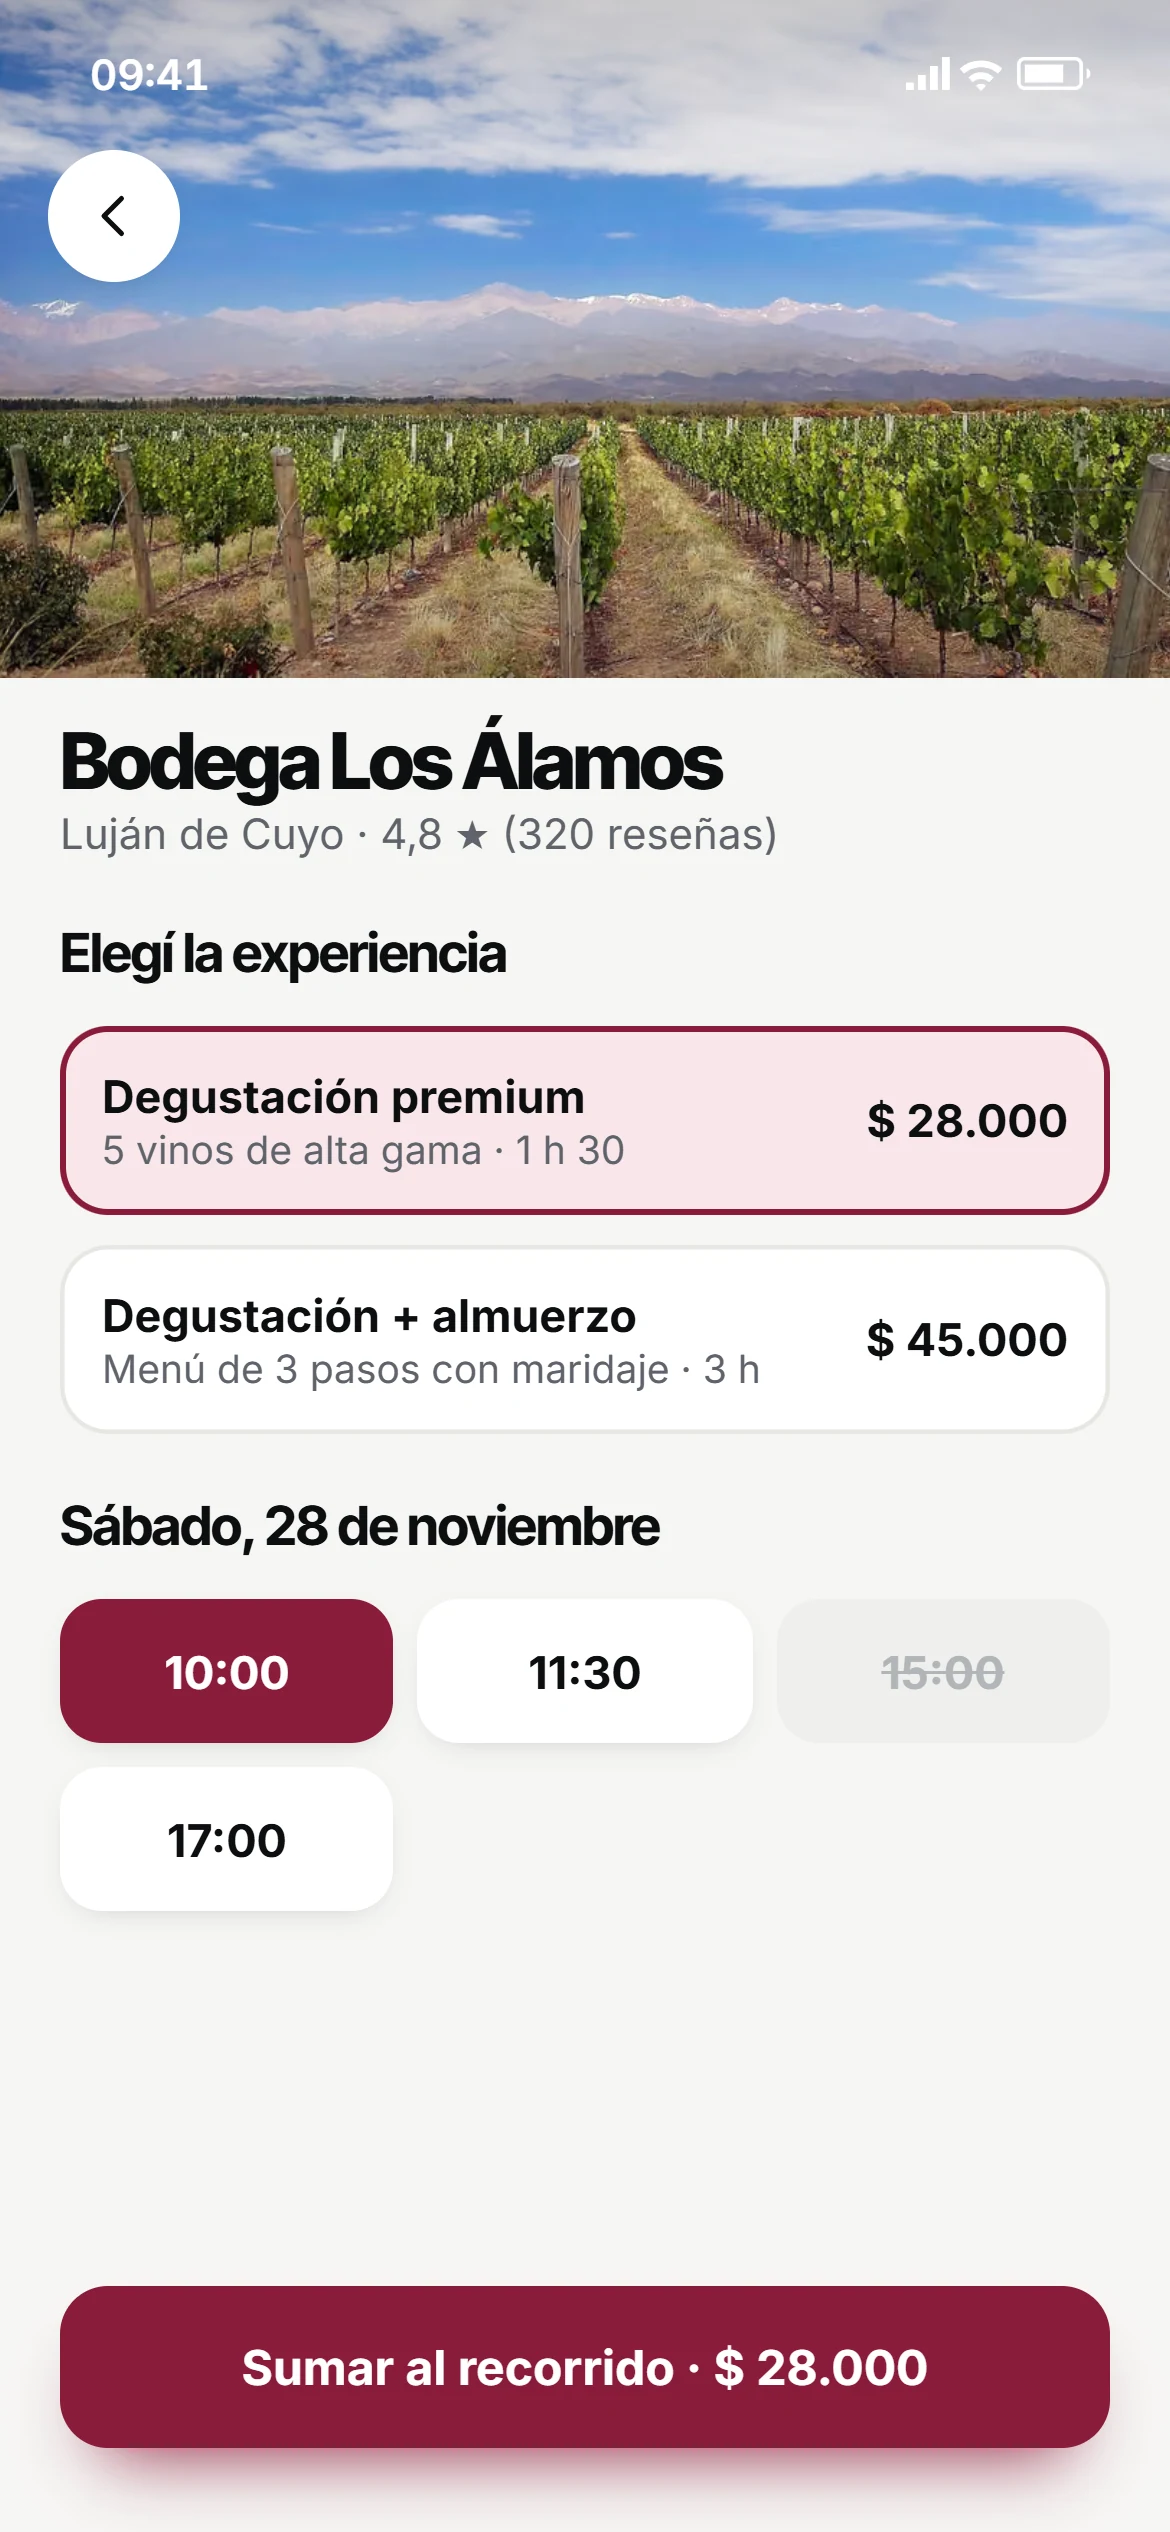 09:41
Bodega Los Álamos
Luján de Cuyo · 4,8 ★ (320 reseñas)
Elegí la experiencia
Degustación premium
5 vinos de alta gama · 1 h 30
$ 28.000
Degustación + almuerzo
Menú de 3 pasos con maridaje · 3 h
$ 45.000
Sábado, 28 de noviembre
10:00
11:30
15:00
17:00
Sumar al recorrido · $ 28.000